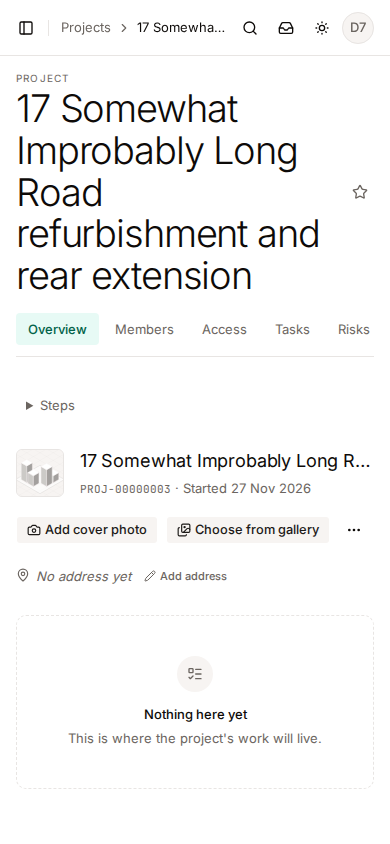 Projects > 17 Somewha...
D7
PROJECT
17 Somewhat
Improbably Long
Road
refurbishment and
rear extension
Overview Members Access Tasks Risks
Steps
17 Somewhat Improbably Long R...
PROJ-00000003 · Started 27 Nov 2026
Add cover photo Choose from gallery
No address yet Add address
Nothing here yet
This is where the project's work will live.